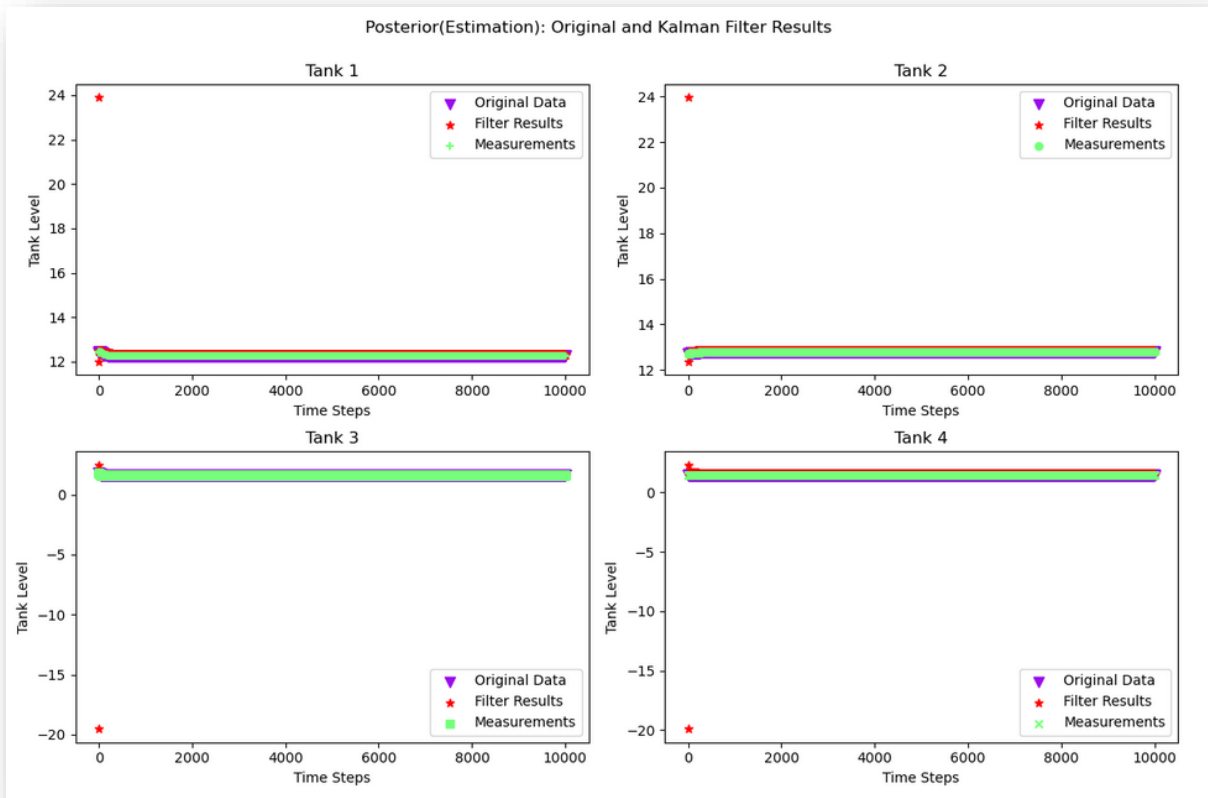 Posterior(Estimation): Original and Kalman Filter Results
Tank 1
24
22
20
18
16
14
12
Tank Level
0
2000
4000
6000
8000
10000
Time Steps
Original Data
Filter Results
Measurements
Tank 2
24
22
20
18
16
14
12
Tank Level
0
2000
4000
6000
8000
10000
Time Steps
Original Data
Filter Results
Measurements
Tank 3
0
−5
−10
−15
−20
Tank Level
0
2000
4000
6000
8000
10000
Time Steps
Original Data
Filter Results
Measurements
Tank 4
0
−5
−10
−15
−20
Tank Level
0
2000
4000
6000
8000
10000
Time Steps
Original Data
Filter Results
Measurements